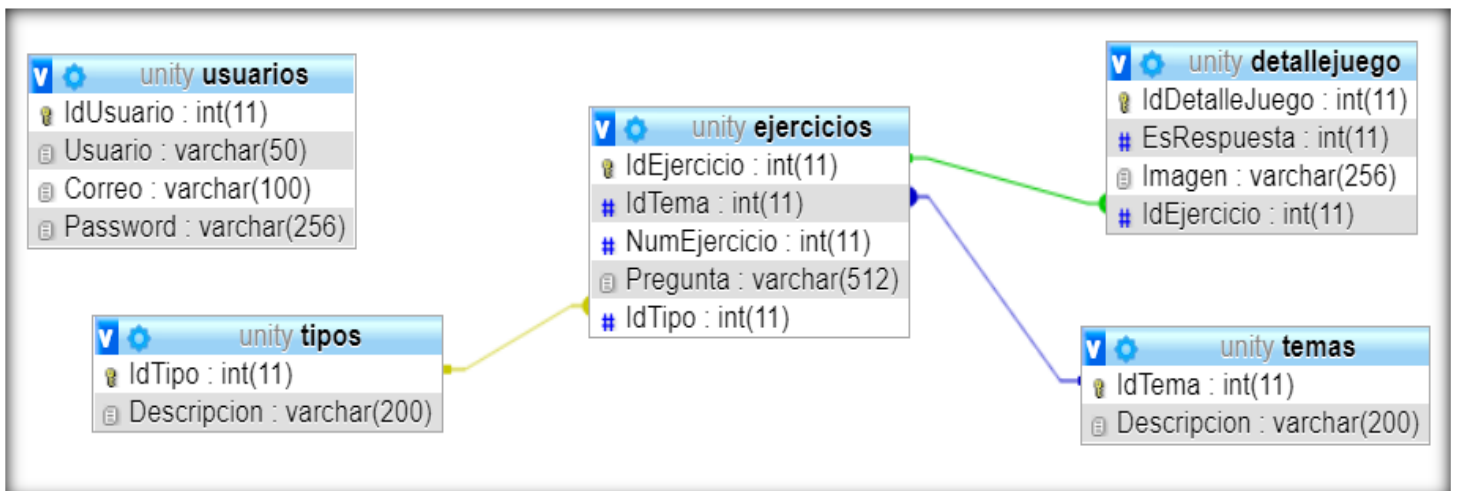 unity usuarios
IdUsuario : int(11)
Usuario : varchar(50)
Correo : varchar(100)
Password : varchar(256)
unity tipos
IdTipo : int(11)
Descripcion : varchar(200)
unity ejercicios
IdEjercicio : int(11)
IdTema : int(11)
NumEjercicio : int(11)
Pregunta : varchar(512)
IdTipo : int(11)
unity detallejuego
IdDetalleJuego : int(11)
EsRespuesta : int(11)
Imagen : varchar(256)
IdEjercicio : int(11)
unity temas
IdTema : int(11)
Descripcion : varchar(200)